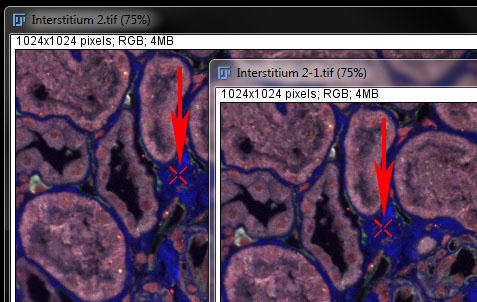 Interstitium 2.tif (75%)
1024x1024 pixels; RGB; 4MB
Interstitium 2-1.tif (75%)
1024x1024 pixels; RGB; 4MB